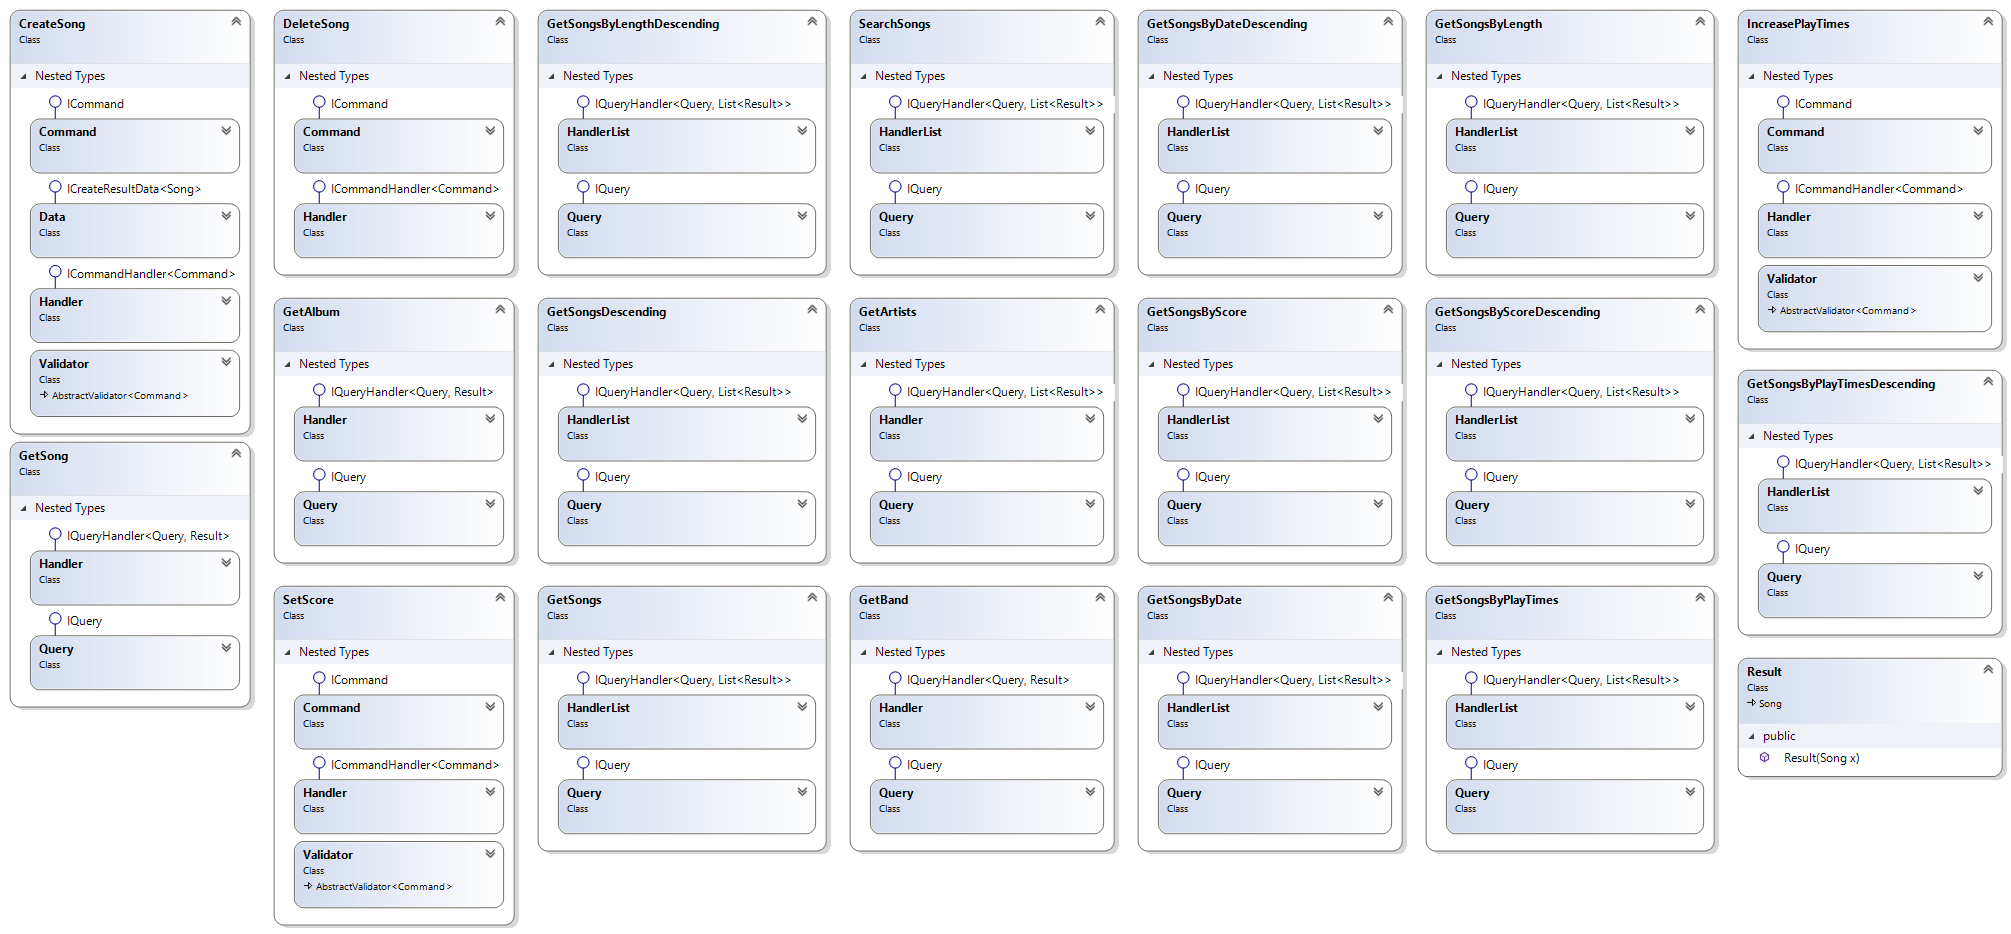 CreateSong
Class
Nested Types
ICommand
Command
Class
ICreateResultData<Song>
Data
Class
ICommandHandler<Command>
Handler
Class
Validator
Class
AbstractValidator<Command>
GetSong
Class
Nested Types
IQueryHandler<Query, Result>
Handler
Class
IQuery
Query
Class
DeleteSong
Class
Nested Types
ICommand
Command
Class
ICommandHandler<Command>
Handler
Class
GetAlbum
Class
Nested Types
IQueryHandler<Query, Result>
Handler
Class
IQuery
Query
Class
SetScore
Class
Nested Types
ICommand
Command
Class
ICommandHandler<Command>
Handler
Class
Validator
Class
AbstractValidator<Command>
GetSongsByLengthDescending
Class
Nested Types
IQueryHandler<Query, List<Result>>
HandlerList
Class
IQuery
Query
Class
GetSongsDescending
Class
Nested Types
IQueryHandler<Query, List<Result>>
HandlerList
Class
IQuery
Query
Class
GetSongs
Class
Nested Types
IQueryHandler<Query, List<Result>>
HandlerList
Class
IQuery
Query
Class
SearchSongs
Class
Nested Types
IQueryHandler<Query, List<Result>>
HandlerList
Class
IQuery
Query
Class
GetArtists
Class
Nested Types
IQueryHandler<Query, List<Result>>
Handler
Class
IQuery
Query
Class
GetBand
Class
Nested Types
IQueryHandler<Query, Result>
Handler
Class
IQuery
Query
Class
GetSongsByDateDescending
Class
Nested Types
IQueryHandler<Query, List<Result>>
HandlerList
Class
IQuery
Query
Class
GetSongsByScore
Class
Nested Types
IQueryHandler<Query, List<Result>>
HandlerList
Class
IQuery
Query
Class
GetSongsByDate
Class
Nested Types
IQueryHandler<Query, List<Result>>
HandlerList
Class
IQuery
Query
Class
GetSongsByLength
Class
Nested Types
IQueryHandler<Query, List<Result>>
HandlerList
Class
IQuery
Query
Class
GetSongsByScoreDescending
Class
Nested Types
IQueryHandler<Query, List<Result>>
HandlerList
Class
IQuery
Query
Class
GetSongsByPlayTimes
Class
Nested Types
IQueryHandler<Query, List<Result>>
HandlerList
Class
IQuery
Query
Class
IncreasePlayTimes
Class
Nested Types
ICommand
Command
Class
ICommandHandler<Command>
Handler
Class
Validator
Class
AbstractValidator<Command>
GetSongsByPlayTimesDescending
Class
Nested Types
IQueryHandler<Query, List<Result>>
HandlerList
Class
IQuery
Query
Class
Result
Class
Song
public
Result(Song x)